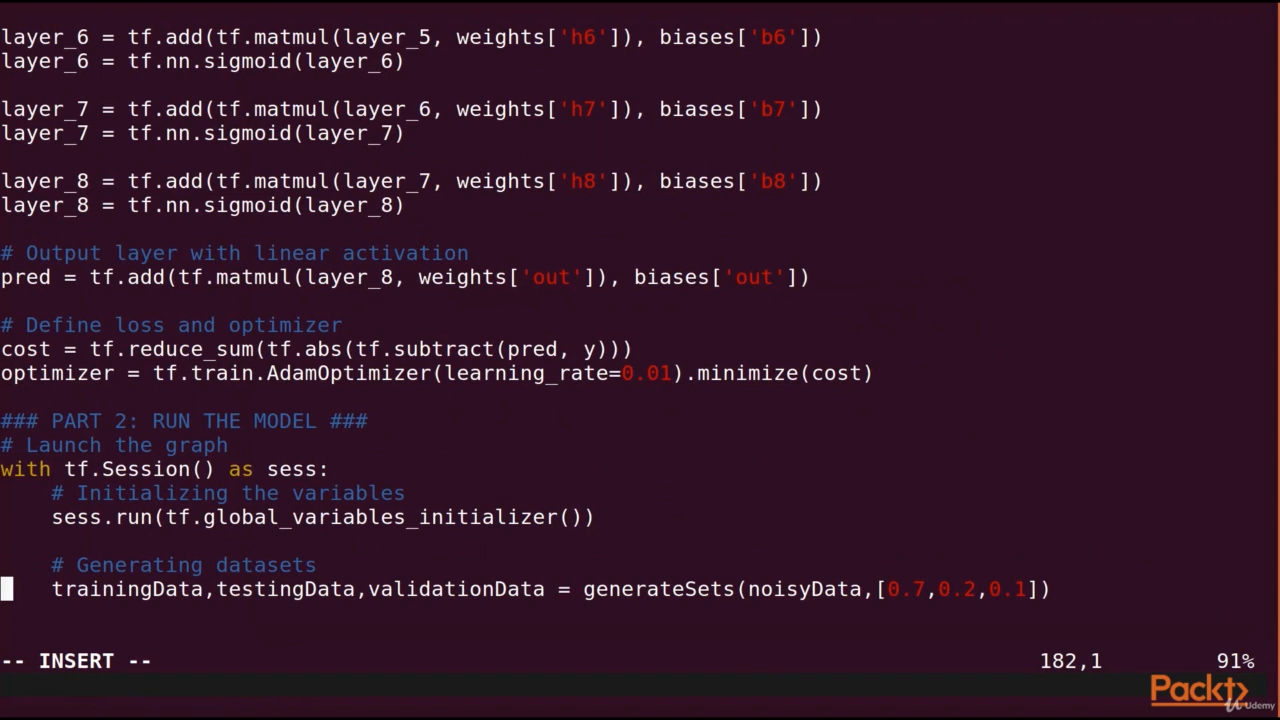 layer_6 = tf.add(tf.matmul(layer_5, weights['h6']), biases['b6'])
layer_6 = tf.nn.sigmoid(layer_6)
layer_7 = tf.add(tf.matmul(layer_6, weights['h7']), biases['b7'])
layer_7 = tf.nn.sigmoid(layer_7)
layer_8 = tf.add(tf.matmul(layer_7, weights['h8']), biases['b8'])
layer_8 = tf.nn.sigmoid(layer_8)
# Output layer with linear activation
pred = tf.add(tf.matmul(layer_8, weights['out']), biases['out'])
# Define loss and optimizer
cost = tf.reduce_sum(tf.abs(tf.subtract(pred, y)))
optimizer = tf.train.AdamOptimizer(learning_rate=0.01).minimize(cost)
### PART 2: RUN THE MODEL ###
# Launch the graph
with tf.Session() as sess:
    # Initializing the variables
    sess.run(tf.global_variables_initializer())
    # Generating datasets
    trainingData,testingData,validationData = generateSets(noisyData,[0.7,0.2,0.1])
-- INSERT -- 182,1 91%
Packt>
Udemy